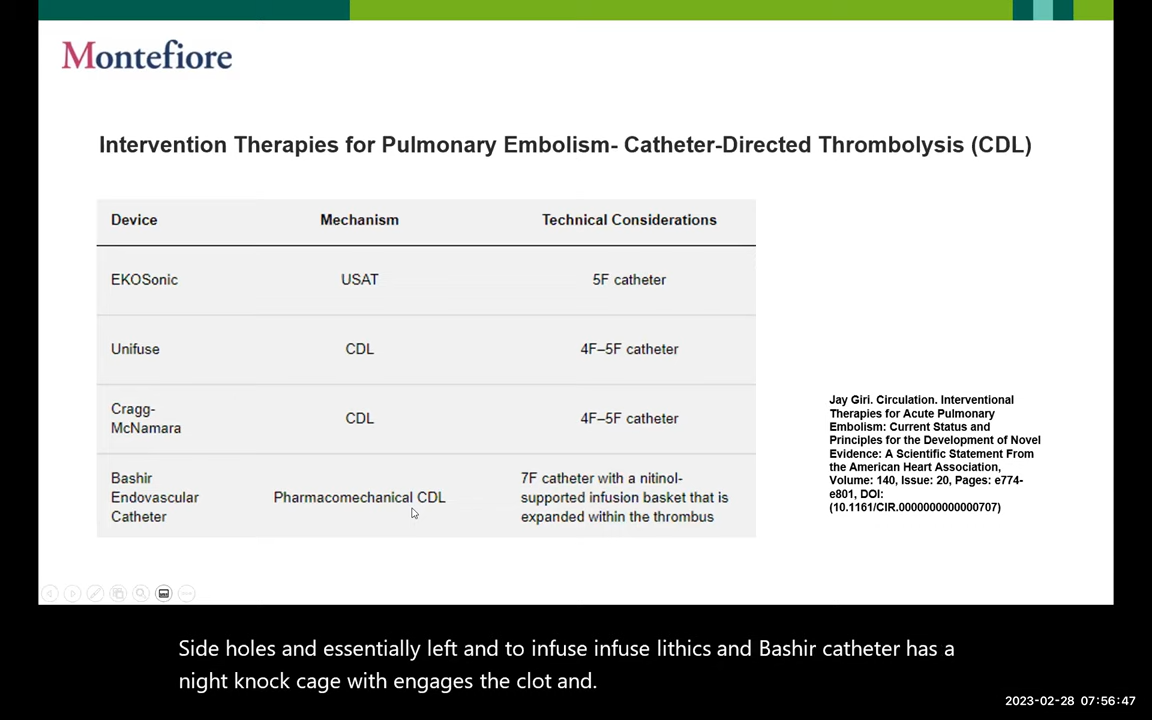 Montefiore
Intervention Therapies for Pulmonary Embolism- Catheter-Directed Thrombolysis (CDL)
Device Mechanism Technical Considerations
EKOSonic USAT 5F catheter
Unifuse CDL 4F–5F catheter
Cragg-
McNamara
CDL 4F–5F catheter
Bashir
Endovascular
Catheter
Pharmacomechanical CDL
7F catheter with a nitinol-
supported infusion basket that is
expanded within the thrombus
Jay Giri. Circulation. Interventional
Therapies for Acute Pulmonary
Embolism: Current Status and
Principles for the Development of Novel
Evidence: A Scientific Statement From
the American Heart Association,
Volume: 140, Issue: 20, Pages: e774-
e801, DOI:
(10.1161/CIR.0000000000000707)
Side holes and essentially left and to infuse infuse lithics and Bashir catheter has a
night knock cage with engages the clot and.
2023-02-28 07:56:47